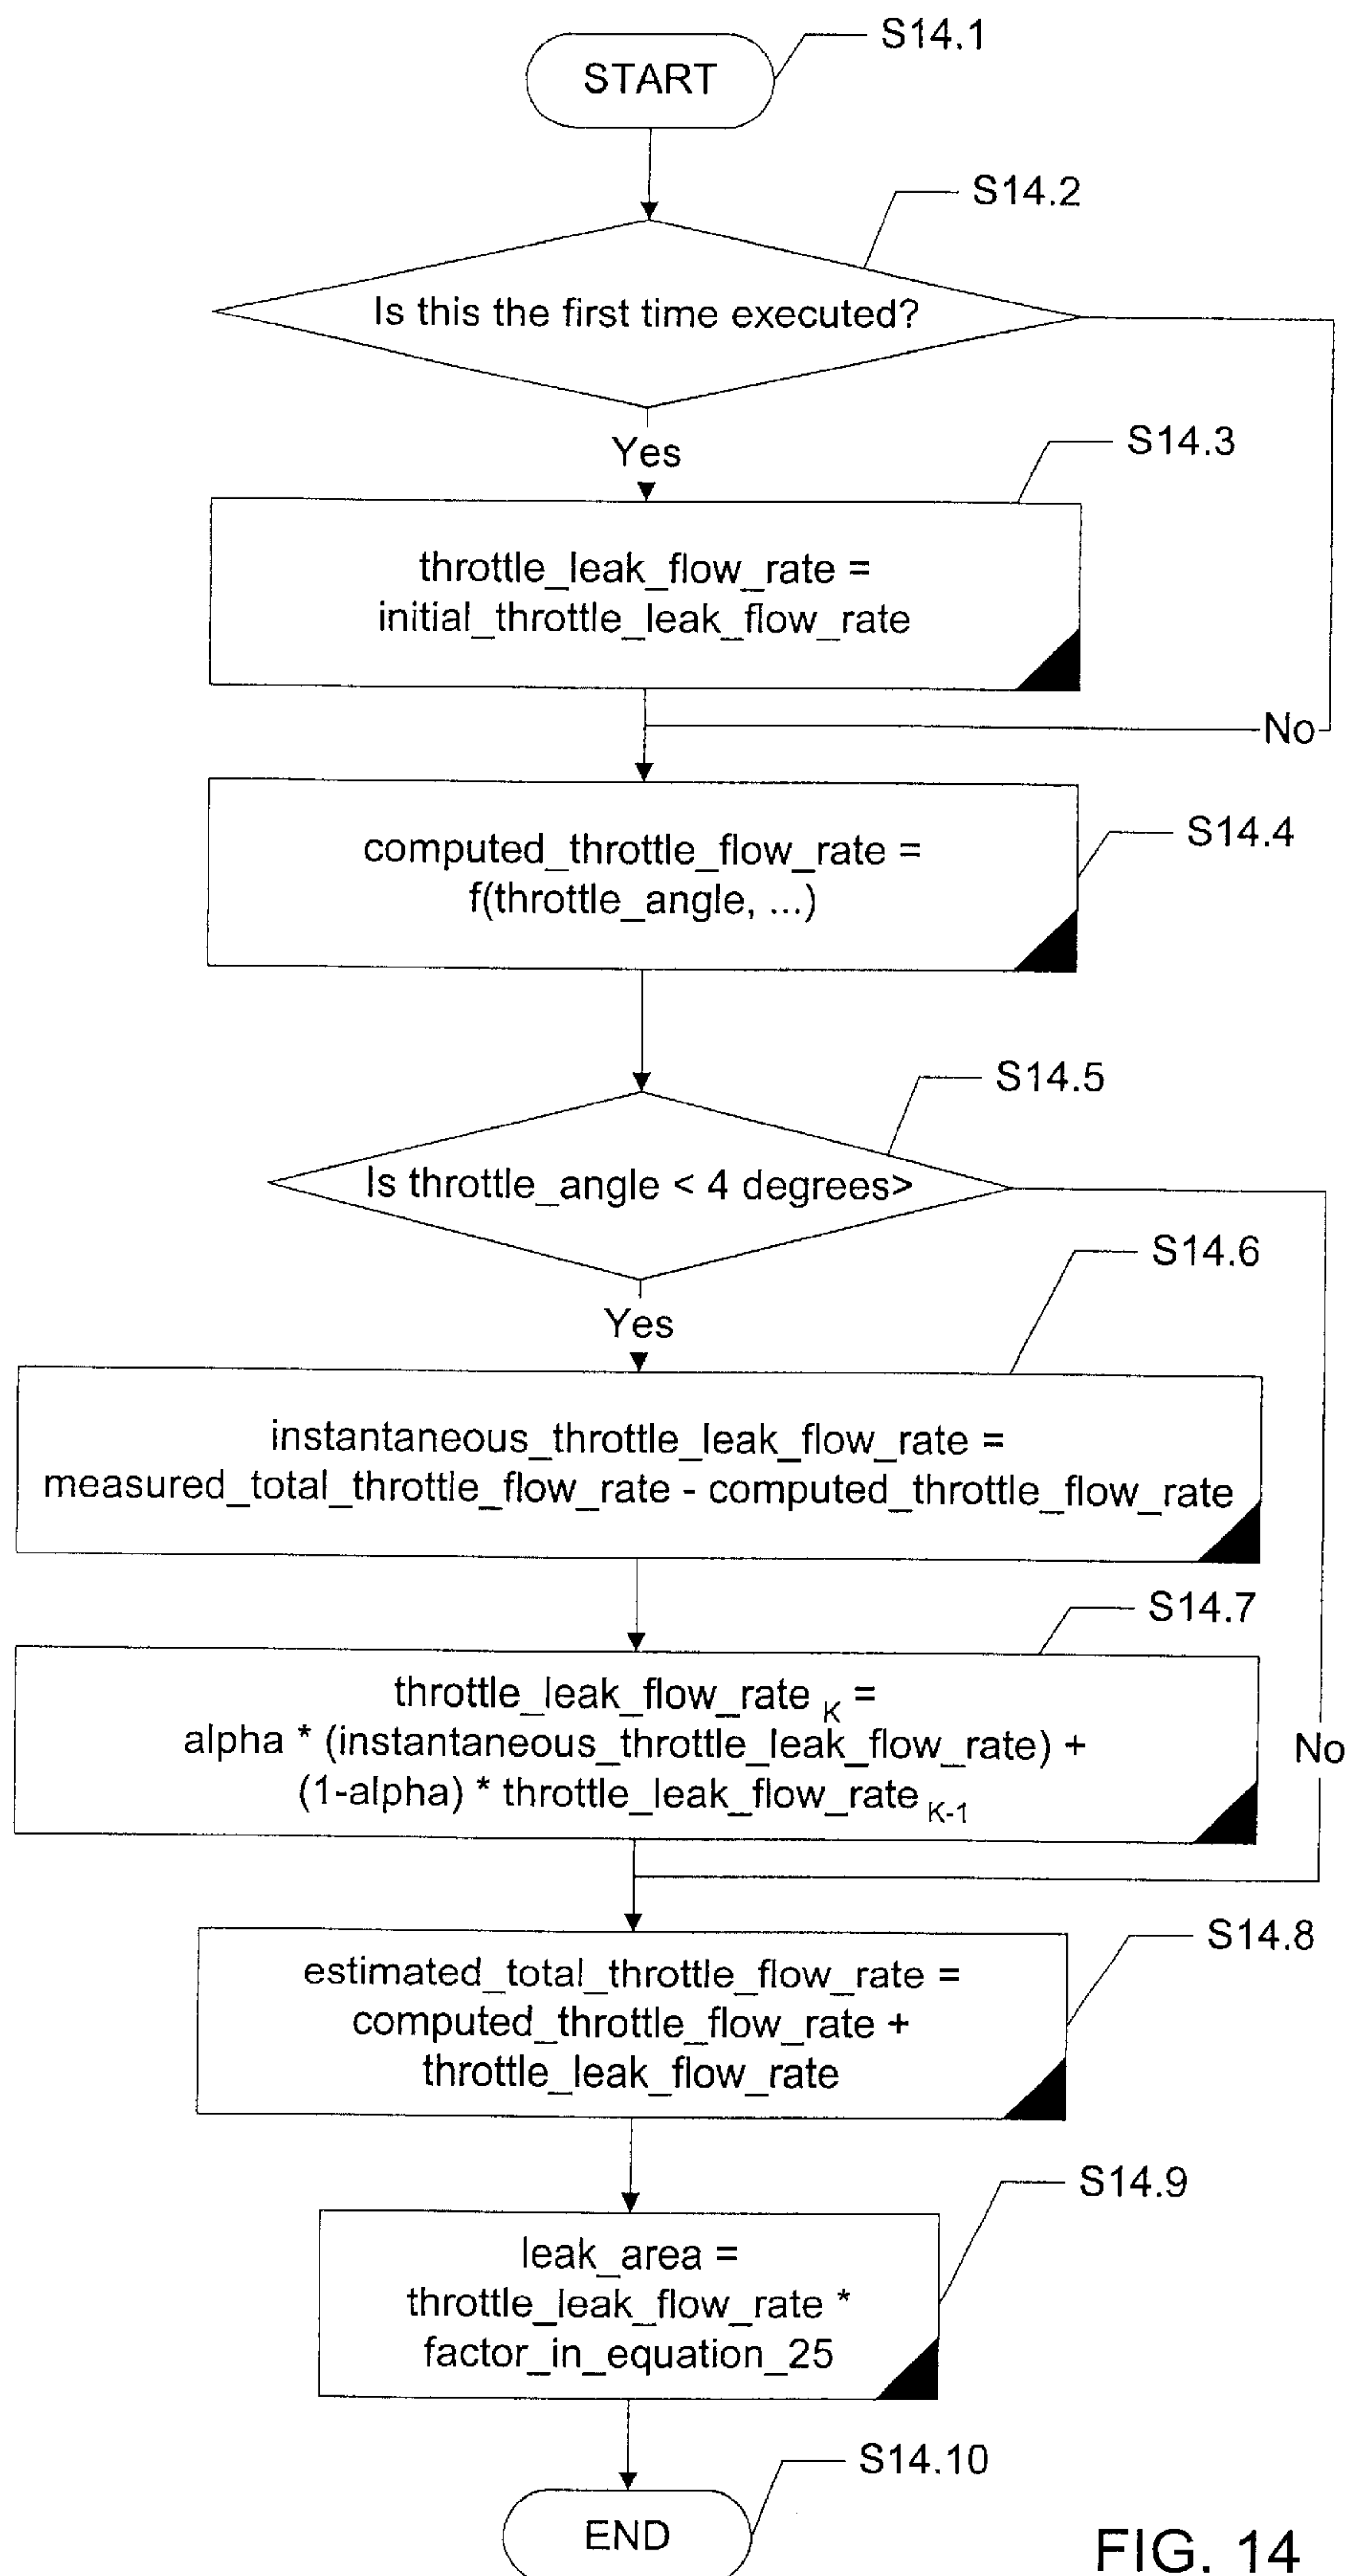 S14.1
START
S14.2
Is this the first time executed?
Yes
S14.3
throttle_leak_flow_rate =
initial_throttle_leak_flow_rate
No
S14.4
computed_throttle_flow_rate =
f(throttle_angle, ...)
S14.5
Is throttle_angle < 4 degrees>
S14.6
Yes
instantaneous_throttle_leak_flow_rate =
measured_total_throttle_flow_rate - computed_throttle_flow_rate
S14.7
throttle_leak_flow_rate K =
alpha * (instantaneous_throttle_leak_flow_rate) +
(1-alpha) * throttle_leak_flow_rate K-1
No
S14.8
estimated_total_throttle_flow_rate =
computed_throttle_flow_rate +
throttle_leak_flow_rate
S14.9
leak_area =
throttle_leak_flow_rate *
factor_in_equation_25
S14.10
END
FIG. 14